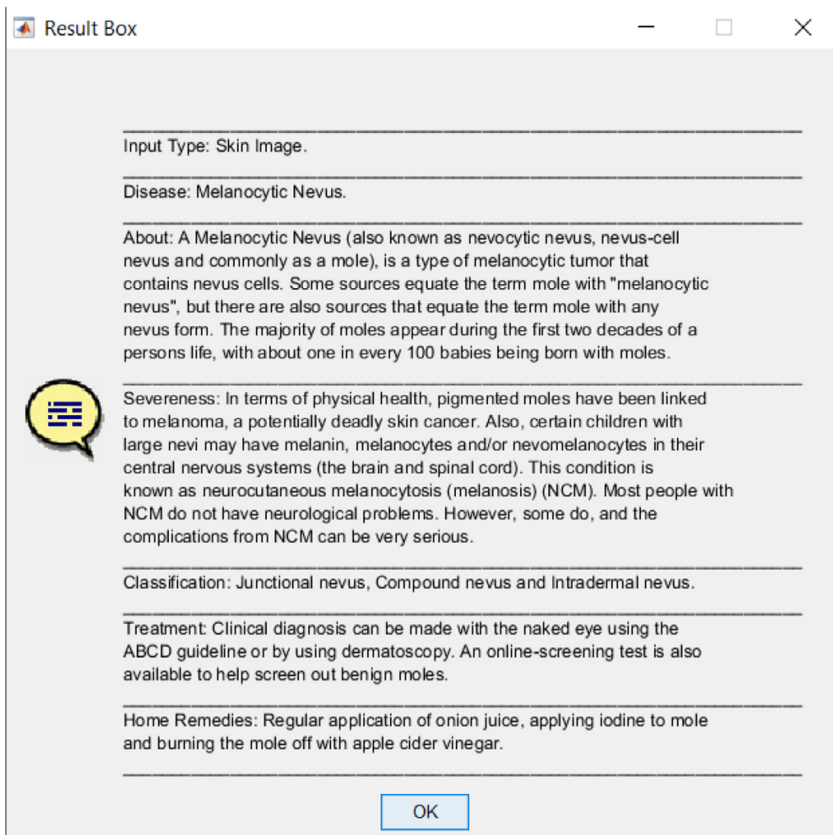 Result Box
Input Type: Skin Image.
Disease: Melanocytic Nevus.
About: A Melanocytic Nevus (also known as nevocytic nevus, nevus-cell
nevus and commonly as a mole), is a type of melanocytic tumor that
contains nevus cells. Some sources equate the term mole with "melanocytic
nevus", but there are also sources that equate the term mole with any
nevus form. The majority of moles appear during the first two decades of a
persons life, with about one in every 100 babies being born with moles.
Severeness: In terms of physical health, pigmented moles have been linked
to melanoma, a potentially deadly skin cancer. Also, certain children with
large nevi may have melanin, melanocytes and/or nevomelanocytes in their
central nervous systems (the brain and spinal cord). This condition is
known as neurocutaneous melanocytosis (melanosis) (NCM). Most people with
NCM do not have neurological problems. However, some do, and the
complications from NCM can be very serious.
Classification: Junctional nevus, Compound nevus and Intradermal nevus.
Treatment: Clinical diagnosis can be made with the naked eye using the
ABCD guideline or by using dermatoscopy. An online-screening test is also
available to help screen out benign moles.
Home Remedies: Regular application of onion juice, applying iodine to mole
and burning the mole off with apple cider vinegar.
OK